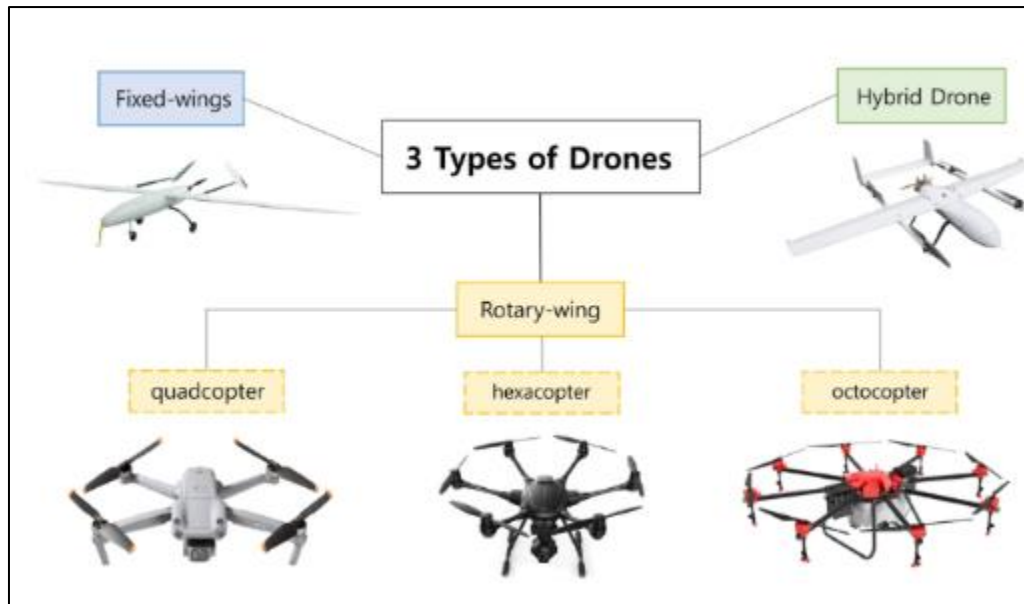 3 Types of Drones
Fixed-wings
Hybrid Drone
Rotary-wing
quadcopter
hexacopter
octocopter